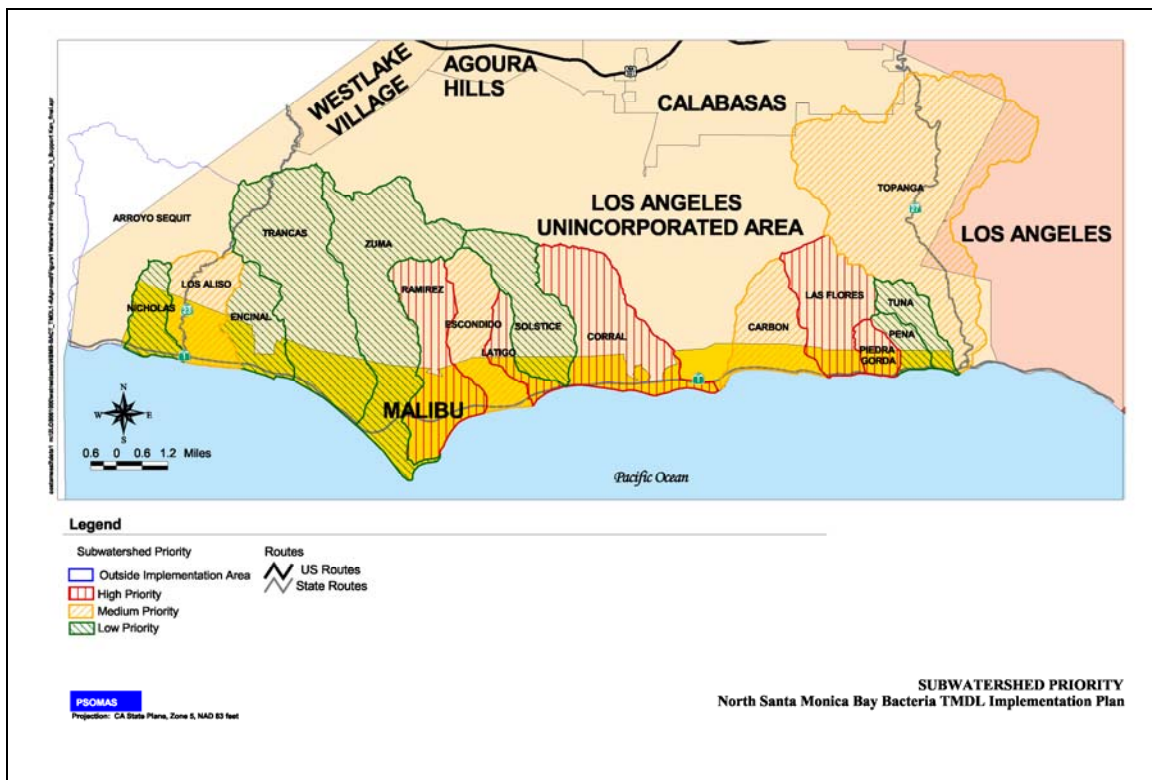 WESTLAKE
VILLAGE
AGOURA
HILLS
CALABASAS
TOPANGA
27
LOS ANGELES
UNINCORPORATED AREA
LOS ANGELES
ARROYO SEQUIT
TRANCAS
ZUMA
LOS ALISO
NICHOLAS
23
ENCINAL
RAMIREZ
ESCONDIDO
LATIGO
SOLSTICE
CORRAL
CARBON
LAS FLORES
TUNA
PENA
PIEDRA
GORDA
1
1
MALIBU
N
W E
S
0.6 0 0.6 1.2 Miles
Pacific Ocean
Legend
Subwatershed Priority
Outside Implementation Area
High Priority
Medium Priority
Low Priority
Routes
US Routes
State Routes
PSOMAS
Projection: CA State Plane, Zone 5, NAD 83 feet
SUBWATERSHED PRIORITY
North Santa Monica Bay Bacteria TMDL Implementation Plan